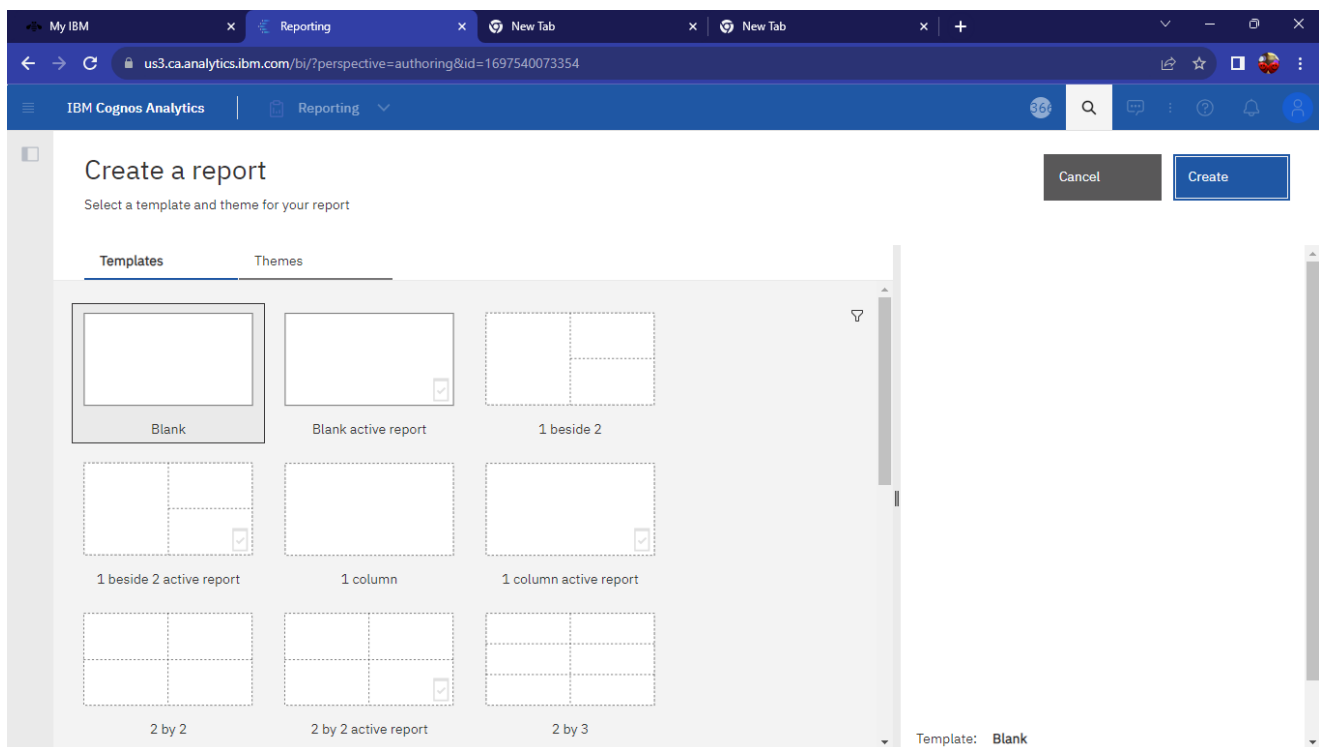 My IBM
Reporting
New Tab
New Tab
us3.ca.analytics.ibm.com/bi/?perspective=authoring&id=1697540073354
IBM Cognos Analytics
Reporting
Create a report
Cancel
Create
Select a template and theme for your report
Templates
Themes
Blank
Blank active report
1 beside 2
1 beside 2 active report
1 column
1 column active report
2 by 2
2 by 2 active report
2 by 3
Template: Blank